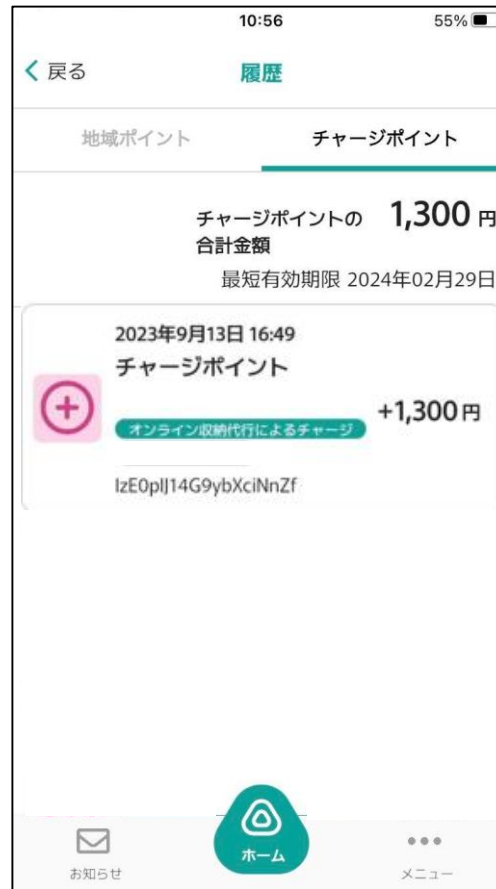 10:56
55%
戻る
履歴
地域ポイント
チャージポイント
チャージポイントの 1,300 円
合計金額
最短有効期限 2024年02月29日
2023年9月13日 16:49
チャージポイント
+1,300円
オンライン収納代行によるチャージ
IzE0plJ14G9ybXciNnZf
お知らせ
ホーム
メニュー